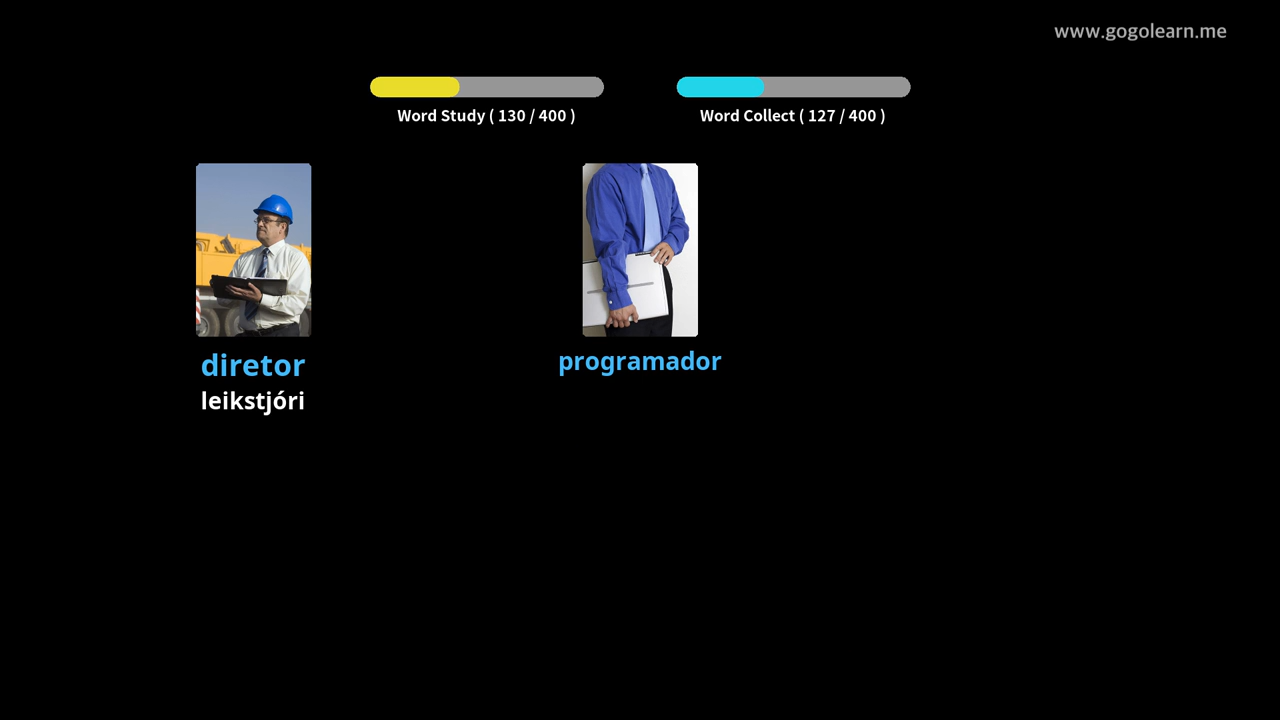 www.gogolearn.me
Word Study ( 130 / 400 )
Word Collect ( 127 / 400 )
diretor
leikstjóri
programador